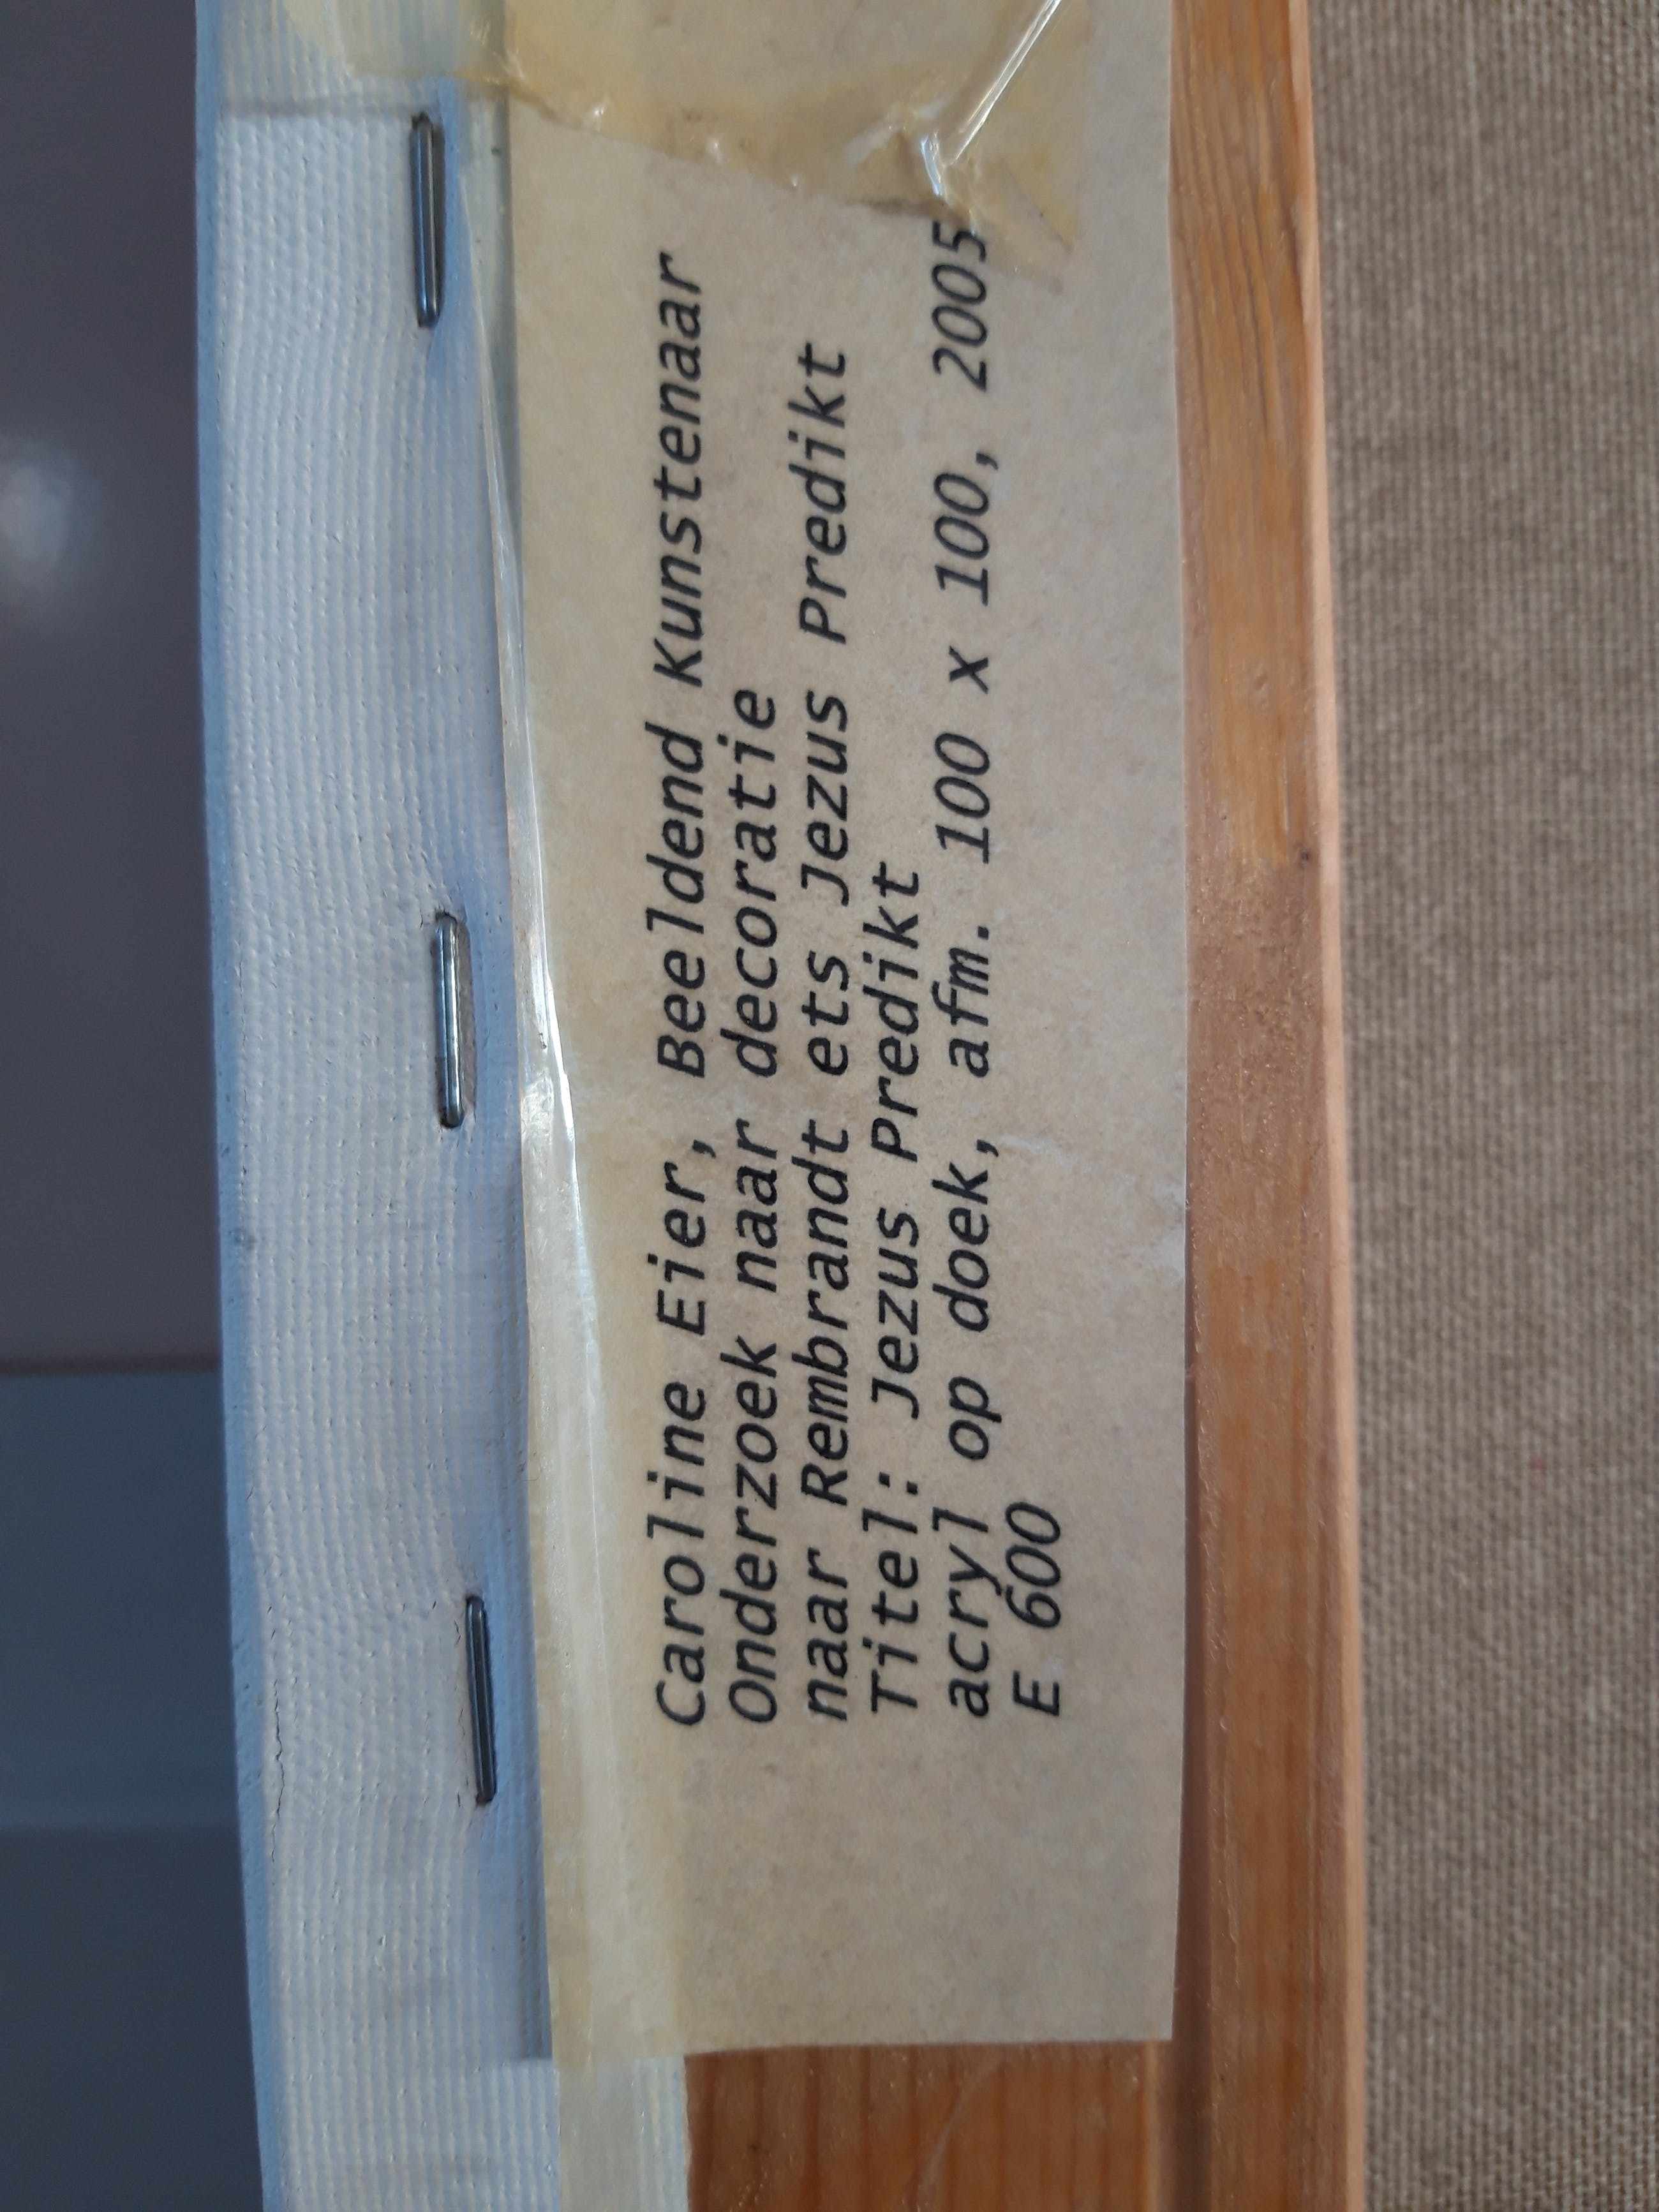 Caroline Eier, Beeldend Kunstenaar
Onderzoek naar decoratie
naar Rembrandt ets Jezus Predikt
Titel: Jezus Predikt
acryl op doek, afm. 100 x 100, 2005
E 600